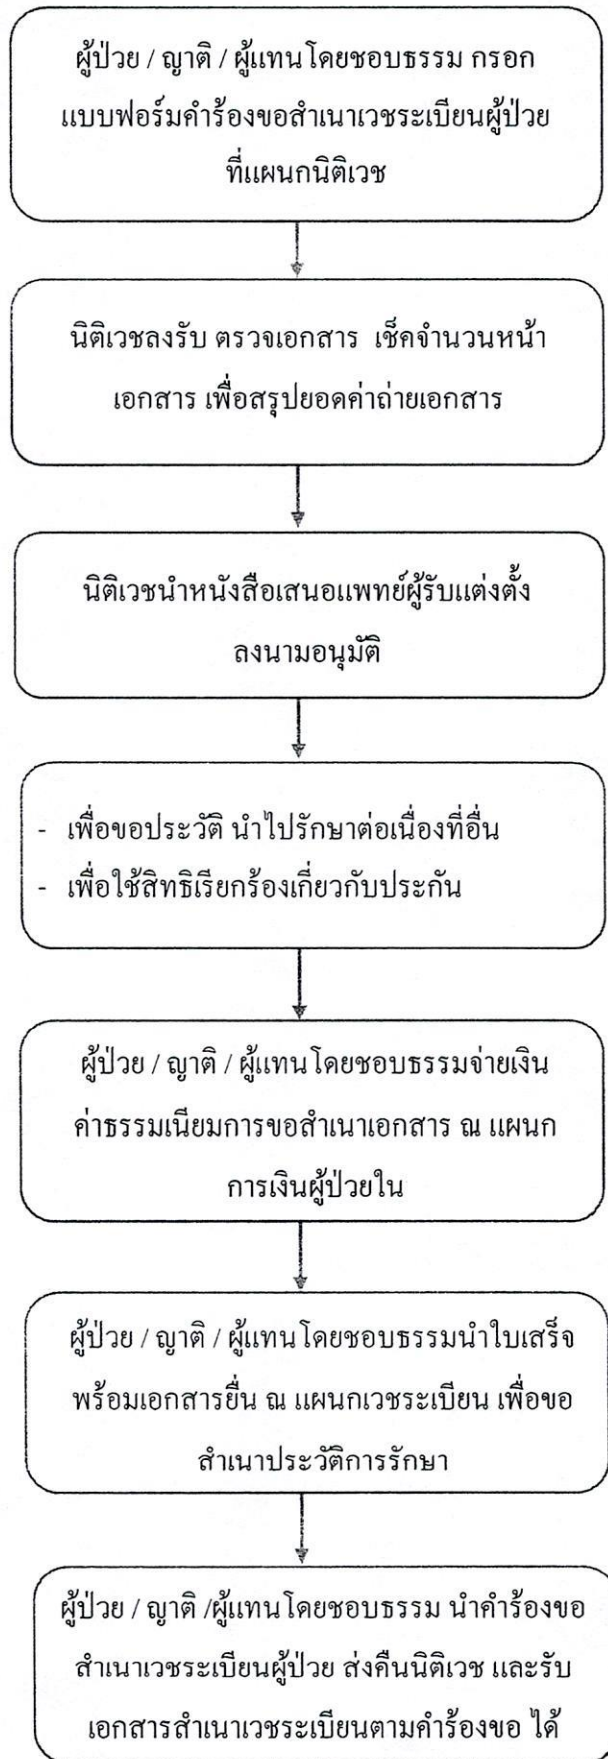 ผู้ป่วย / ญาติ / ผู้แทนโดยชอบธรรม กรอก
แบบฟอร์มคำร้องขอสำเนาเวชระเบียนผู้ป่วย
ที่แผนกนิติเวช
นิติเวชลงรับ ตรวจเอกสาร เช็คจำนวนหน้า
เอกสาร เพื่อสรุปยอดค่าถ่ายเอกสาร
นิติเวชนำหนังสือเสนอแพทย์ผู้รับแต่งตั้ง
ลงนามอนุมัติ
- เพื่อขอประวัติ นำไปรักษาต่อเนื่องที่อื่น
- เพื่อใช้สิทธิเรียกร้องเกี่ยวกับประกัน
ผู้ป่วย / ญาติ / ผู้แทนโดยชอบธรรมจ่ายเงิน
ค่าธรรมเนียมการขอสำเนาเอกสาร ณ แผนก
การเงินผู้ป่วยใน
ผู้ป่วย / ญาติ / ผู้แทนโดยชอบธรรมนำใบเสร็จ
พร้อมเอกสารยื่น ณ แผนกเวชระเบียน เพื่อขอ
สำเนาประวัติการรักษา
ผู้ป่วย / ญาติ /ผู้แทนโดยชอบธรรม นำคำร้องขอ
สำเนาเวชระเบียนผู้ป่วย ส่งคืนนิติเวช และรับ
เอกสารสำเนาเวชระเบียนตามคำร้องขอ ได้